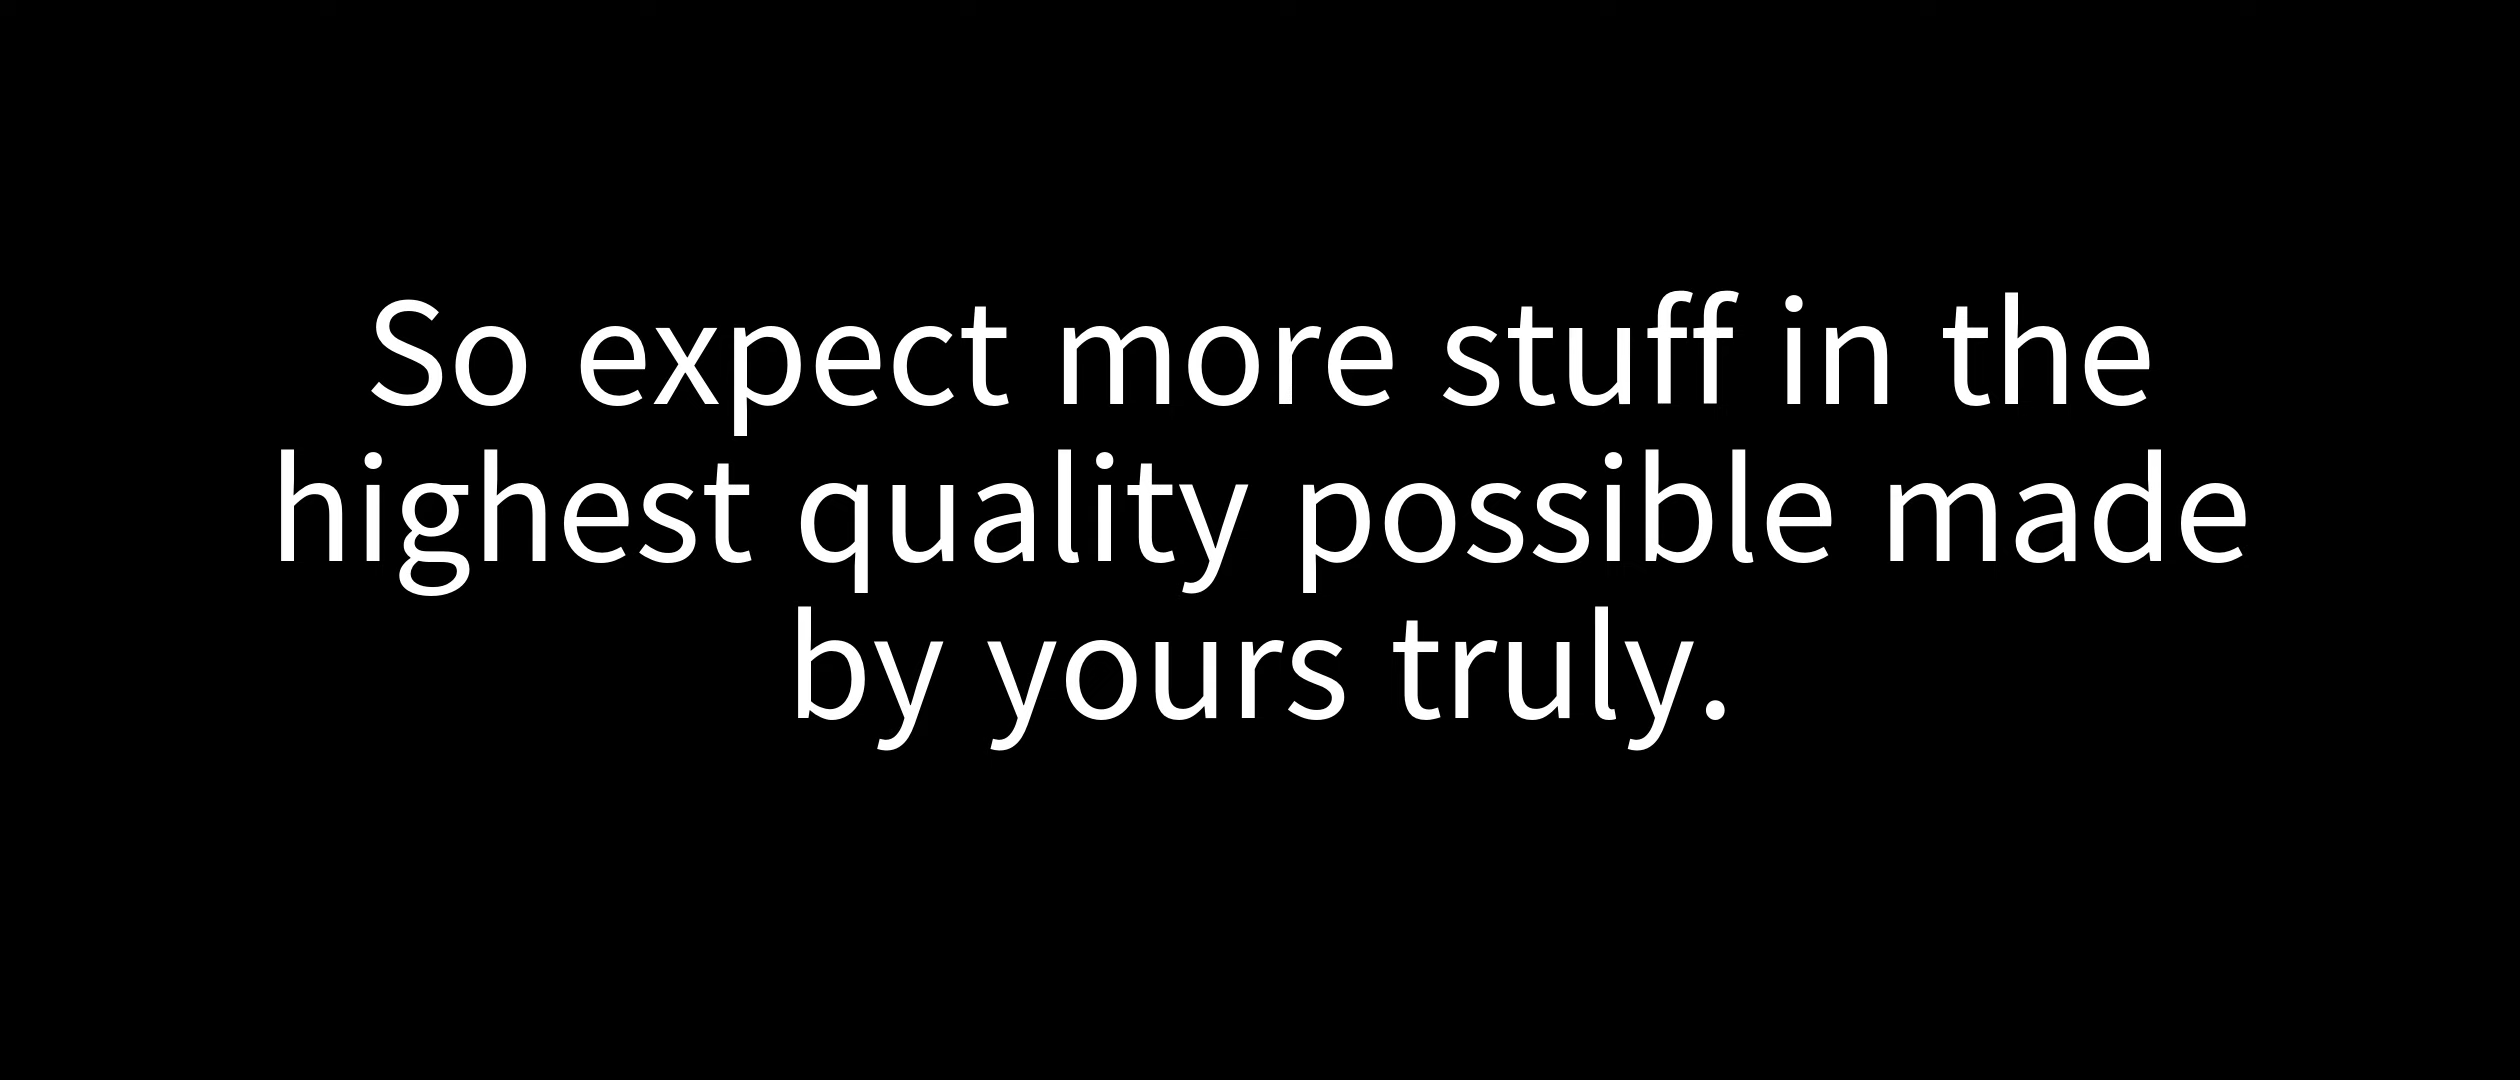 So expect more stuff in the
highest quality possible made
by yours truly.